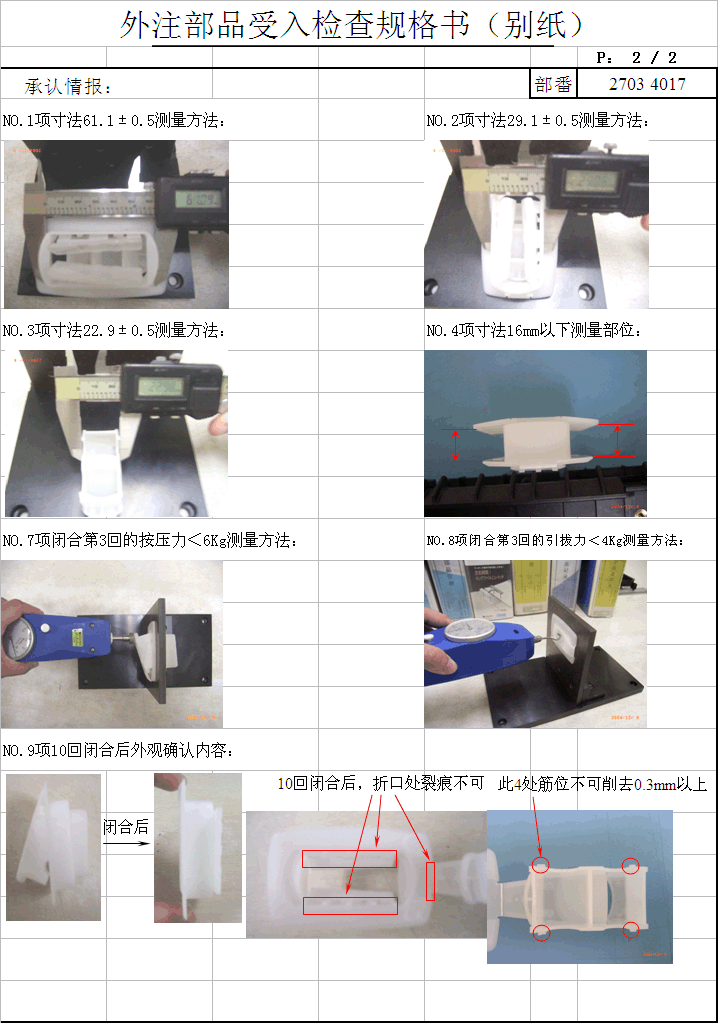 外注部品受入检查规格书（别纸）
P： 2 / 2
承认情报：
部番
2703 4017
NO.1项寸法61.1±0.5测量方法：
NO.2项寸法29.1±0.5测量方法：
NO.3项寸法22.9±0.5测量方法：
NO.4项寸法16mm以下测量部位：
NO.7项闭合第3回的按压力＜6Kg测量方法：
NO.8项闭合第3回的引拨力＜4Kg测量方法：
NO.9项10回闭合后外观确认内容：
闭合后
10回闭合后，折口处裂痕不可
此4处筋位不可削去0.3mm以上